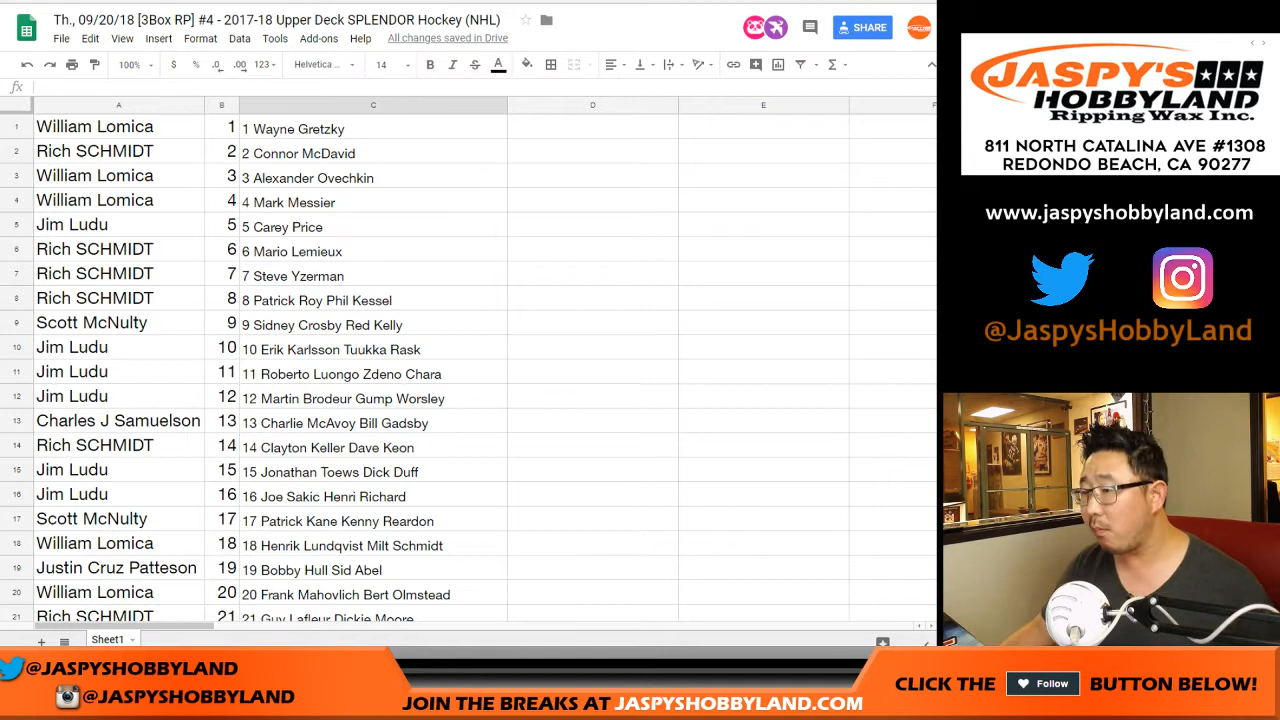 Th., 09/20/18 [3Box RP] #4 - 2017-18 Upper Deck SPLENDOR Hockey (NHL)
File Edit View Insert Format Data Tools Add-ons Help All changes saved in Drive
SHARE
100% $ % .0 .00 123 Helvetica ... 14 B I S A Σ
fx
A B C D E F
1 William Lomica 1 1 Wayne Gretzky
2 Rich SCHMIDT 2 2 Connor McDavid
3 William Lomica 3 3 Alexander Ovechkin
4 William Lomica 4 4 Mark Messier
5 Jim Ludu 5 5 Carey Price
6 Rich SCHMIDT 6 6 Mario Lemieux
7 Rich SCHMIDT 7 7 Steve Yzerman
8 Rich SCHMIDT 8 8 Patrick Roy Phil Kessel
9 Scott McNulty 9 9 Sidney Crosby Red Kelly
10 Jim Ludu 10 10 Erik Karlsson Tuukka Rask
11 Jim Ludu 11 11 Roberto Luongo Zdeno Chara
12 Jim Ludu 12 12 Martin Brodeur Gump Worsley
13 Charles J Samuelson 13 13 Charlie McAvoy Bill Gadsby
14 Rich SCHMIDT 14 14 Clayton Keller Dave Keon
15 Jim Ludu 15 15 Jonathan Toews Dick Duff
16 Jim Ludu 16 16 Joe Sakic Henri Richard
17 Scott McNulty 17 17 Patrick Kane Kenny Reardon
18 William Lomica 18 18 Henrik Lundqvist Milt Schmidt
19 Justin Cruz Patteson 19 19 Bobby Hull Sid Abel
20 William Lomica 20 20 Frank Mahovlich Bert Olmstead
21 Rich SCHMIDT 21 21 Guy Lafleur Dickie Moore
Sheet1
JASPY'S
HOBBYLAND
Ripping Wax Inc.
811 NORTH CATALINA AVE #1308
REDONDO BEACH, CA 90277
www.jaspyshobbyland.com
@JaspysHobbyLand
@JASPYSHOBBYLAND
@JASPYSHOBBYLAND
JOIN THE BREAKS AT JASPYSHOBBYLAND.COM
CLICK THE Follow BUTTON BELOW!